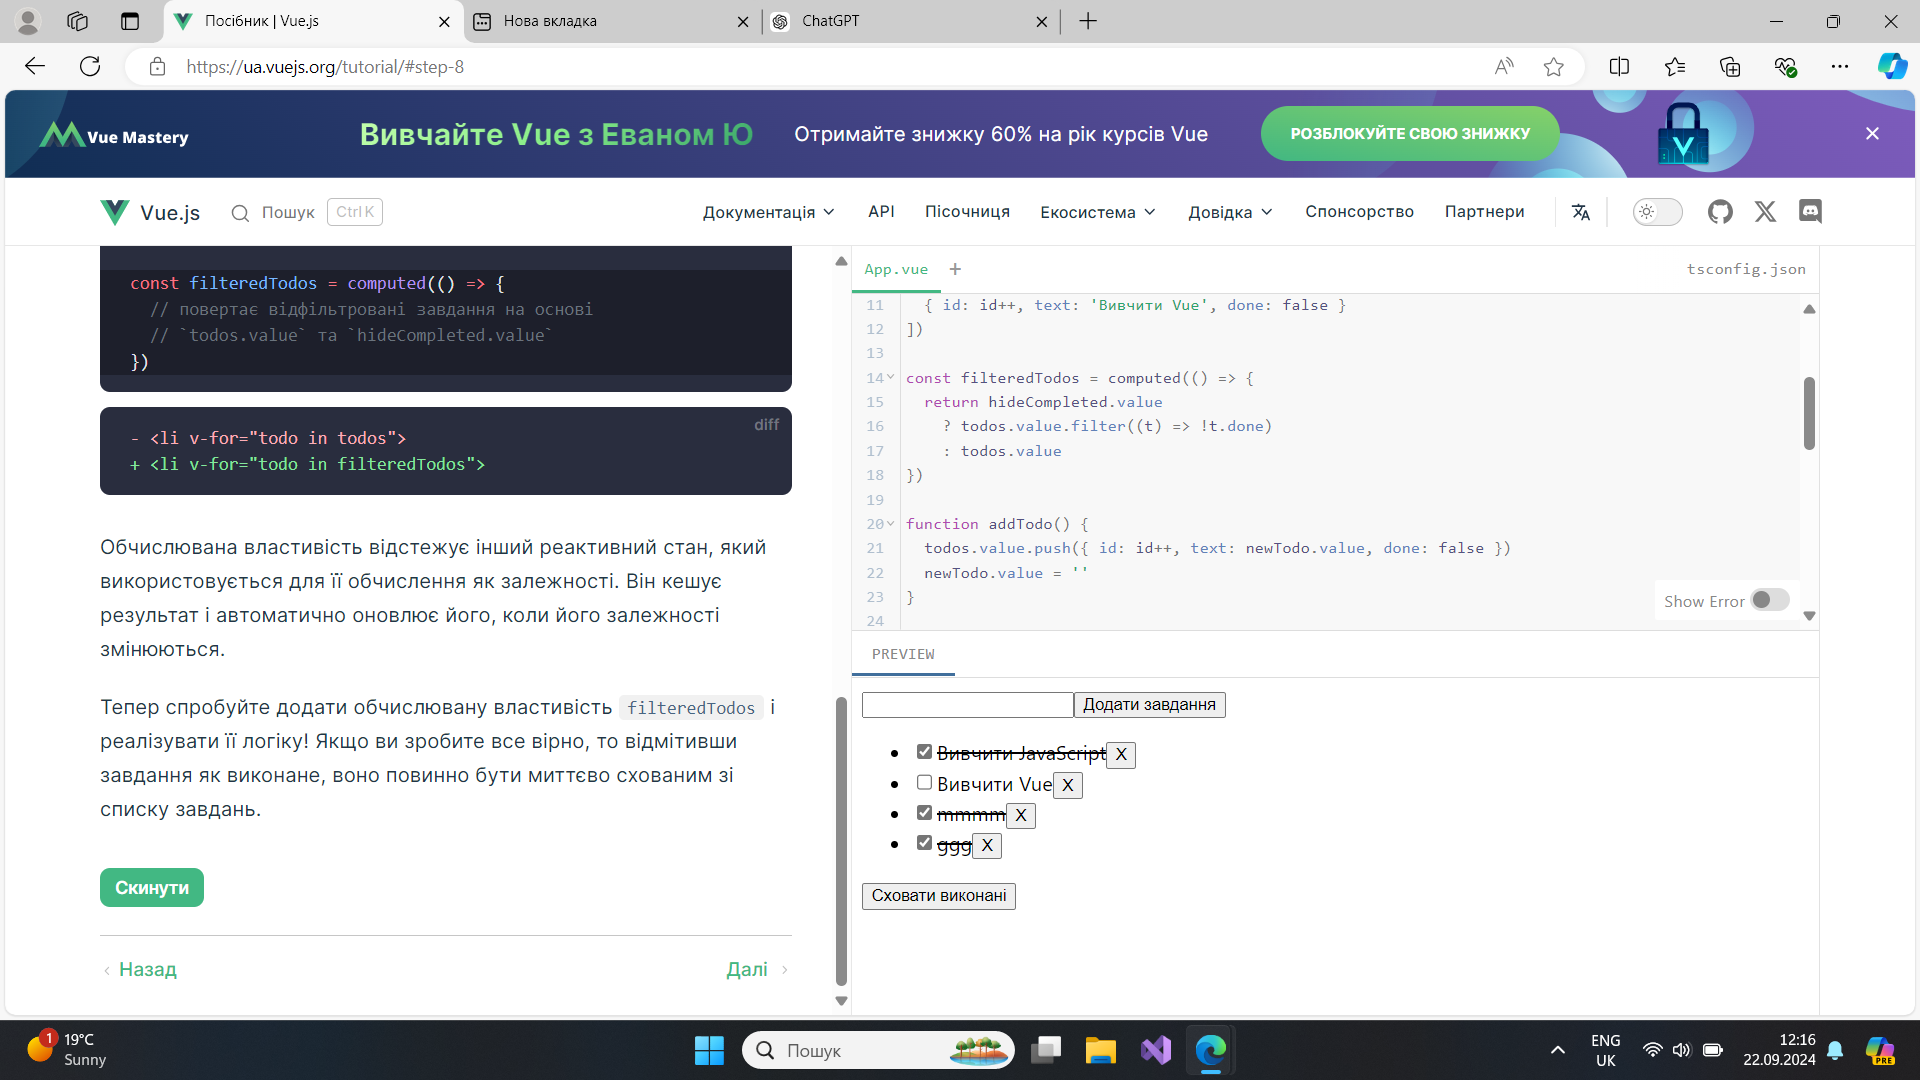 Посібник | Vue.js
Нова вкладка
ChatGPT
https://ua.vuejs.org/tutorial/#step-8
Vue Mastery
Вивчайте Vue з Еваном Ю
Отримайте знижку 60% на рік курсів Vue
РОЗБЛОКУЙТЕ СВОЮ ЗНИЖКУ
Vue.js
Пошук
Ctrl K
Документація
API
Пісочниця
Екосистема
Довідка
Спонсорство
Партнери
const filteredTodos = computed(() => {
// повертає відфільтровані завдання на основі
// `todos.value` та `hideCompleted.value`
})
diff
- <li v-for="todo in todos">
+ <li v-for="todo in filteredTodos">
Обчислювана властивість відстежує інший реактивний стан, який
використовується для її обчислення як залежності. Він кешує
результат і автоматично оновлює його, коли його залежності
змінюються.
Тепер спробуйте додати обчислювану властивість filteredTodos і
реалізувати її логіку! Якщо ви зробите все вірно, то відмітивши
завдання як виконане, воно повинно бути миттєво схованим зі
списку завдань.
Скинути
Назад
Далі
App.vue +
tsconfig.json
11 { id: id++, text: 'Вивчити Vue', done: false }
12 ])
13
14 const filteredTodos = computed(() => {
15 return hideCompleted.value
16 ? todos.value.filter((t) => !t.done)
17 : todos.value
18 })
19
20 function addTodo() {
21 todos.value.push({ id: id++, text: newTodo.value, done: false })
22 newTodo.value = ''
23 }
24
Show Error
PREVIEW
Додати завдання
Вивчити JavaScript X
Вивчити Vue X
mmmm X
ggg X
Сховати виконані
1
19°C
Sunny
Пошук
PRE
ENG
UK
12:16
22.09.2024